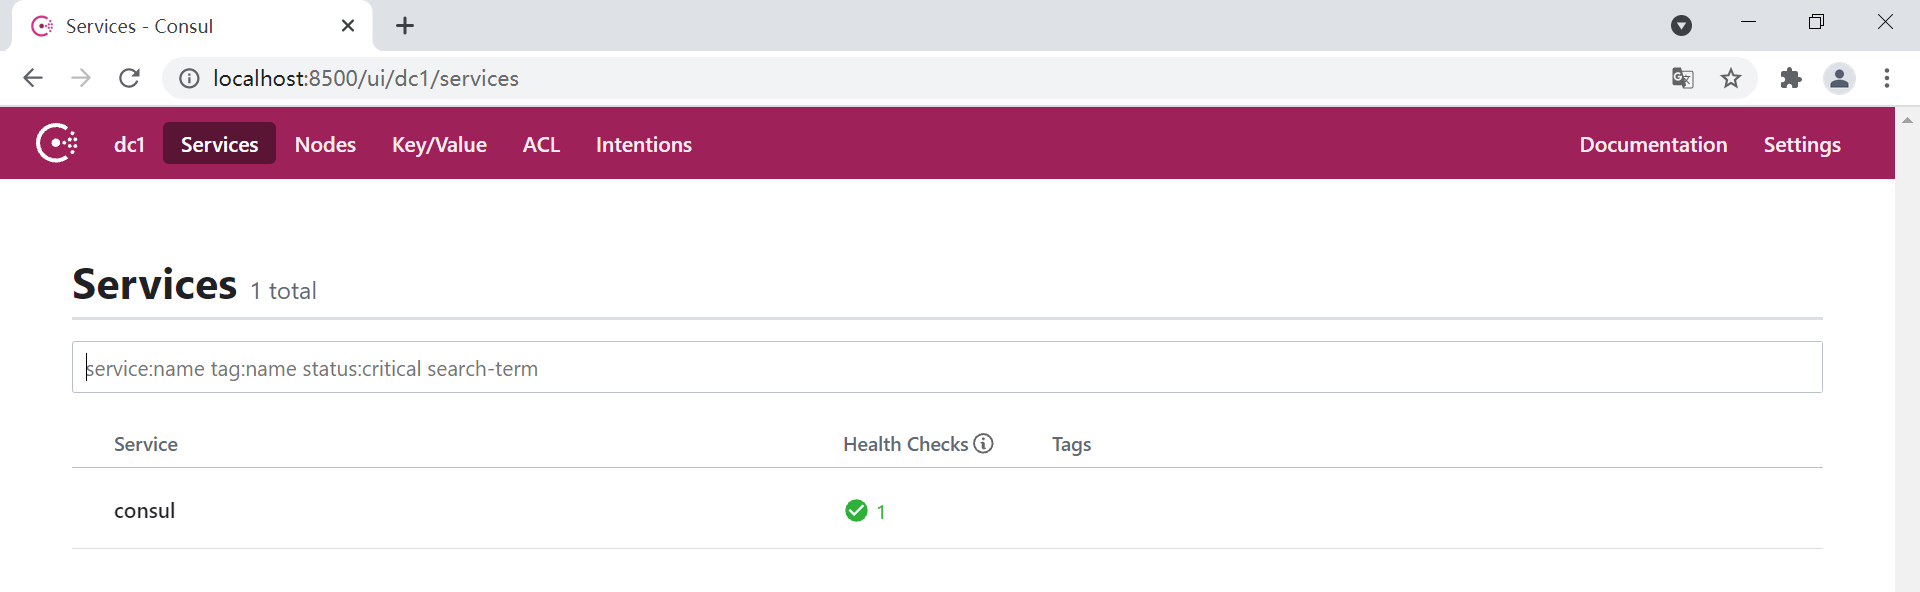 Services - Consul
localhost:8500/ui/dc1/services
dc1 Services Nodes Key/Value ACL Intentions Documentation Settings
Services 1 total
service:name tag:name status:critical search-term
Service Health Checks Tags
consul 1